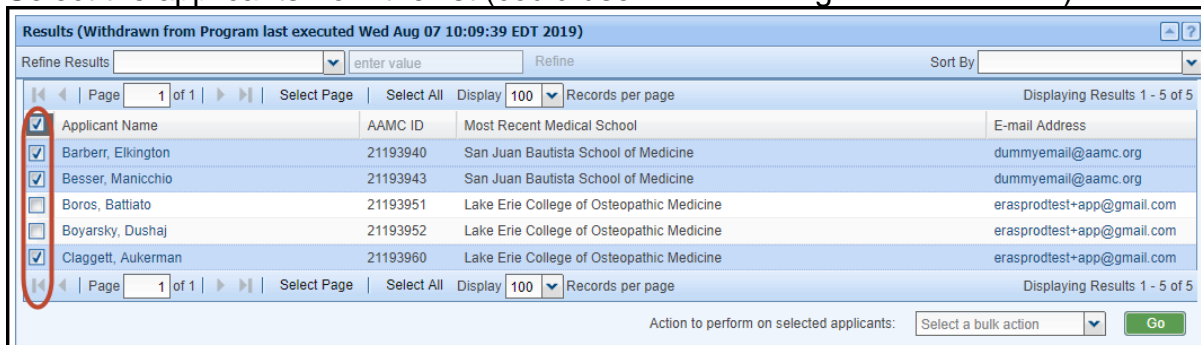 Results (Withdrawn from Program last executed Wed Aug 07 10:09:39 EDT 2019)
Refine Results enter value Refine Sort By
Page 1 of 1 Select Page Select All Display 100 Records per page Displaying Results 1 - 5 of 5
Applicant Name AAMC ID Most Recent Medical School E-mail Address
Barberr, Elkington 21193940 San Juan Bautista School of Medicine dummyemail@aamc.org
Besser, Manicchio 21193943 San Juan Bautista School of Medicine dummyemail@aamc.org
Boros, Battiato 21193951 Lake Erie College of Osteopathic Medicine erasprodtest+app@gmail.com
Boyarsky, Dushaj 21193952 Lake Erie College of Osteopathic Medicine erasprodtest+app@gmail.com
Claggett, Aukerman 21193960 Lake Erie College of Osteopathic Medicine erasprodtest+app@gmail.com
Page 1 of 1 Select Page Select All Display 100 Records per page Displaying Results 1 - 5 of 5
Action to perform on selected applicants: Select a bulk action Go